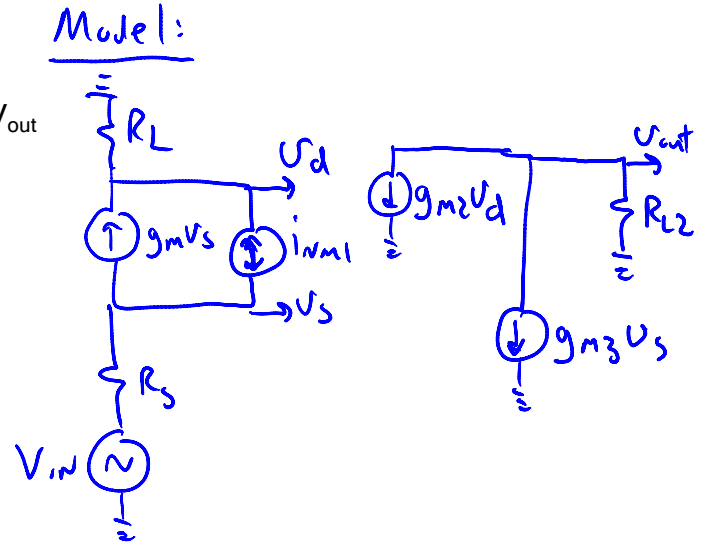 Model:
Vout
RL
vd
gmvs
iNM1
vs
Rs
VIN
vout
gm2vd
RL2
gm3vs